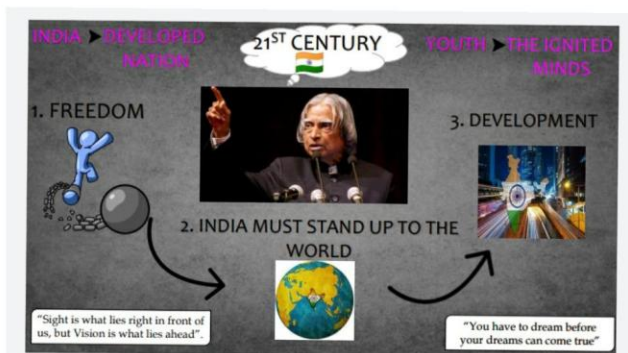 INDIA ➤ DEVELOPED
NATION
21ST CENTURY
YOUTH ➤ THE IGNITED
MINDS
1. FREEDOM
3. DEVELOPMENT
2. INDIA MUST STAND UP TO THE
WORLD
“Sight is what lies right in front of
us, but Vision is what lies ahead”.
“You have to dream before
your dreams can come true”